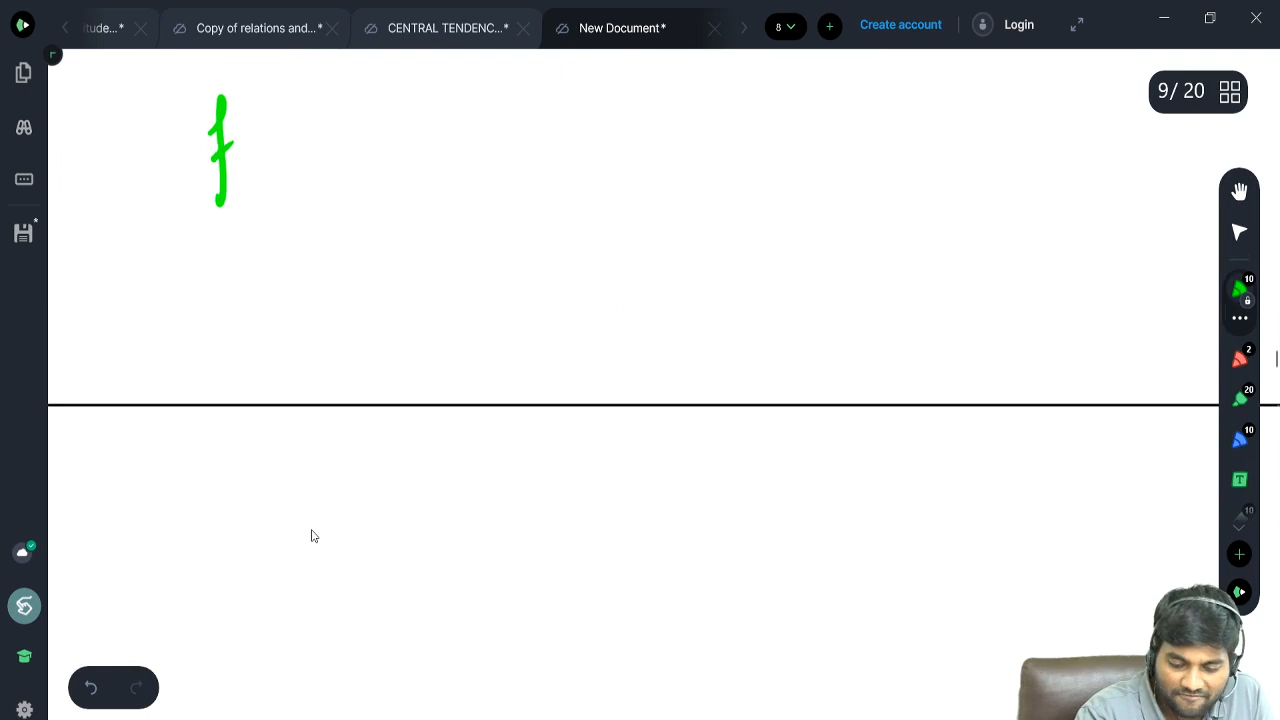 itude...*
Copy of relations and...*
CENTRAL TENDENC...*
New Document*
8
Create account
Login
9/ 20
f
10
2
20
10
T
10